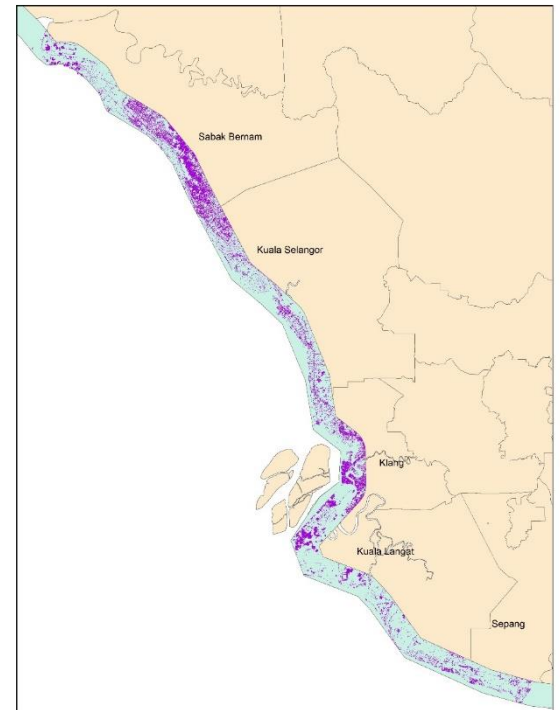 Sabak Bernam
Kuala Selangor
Klang
Kuala Langat
Sepang